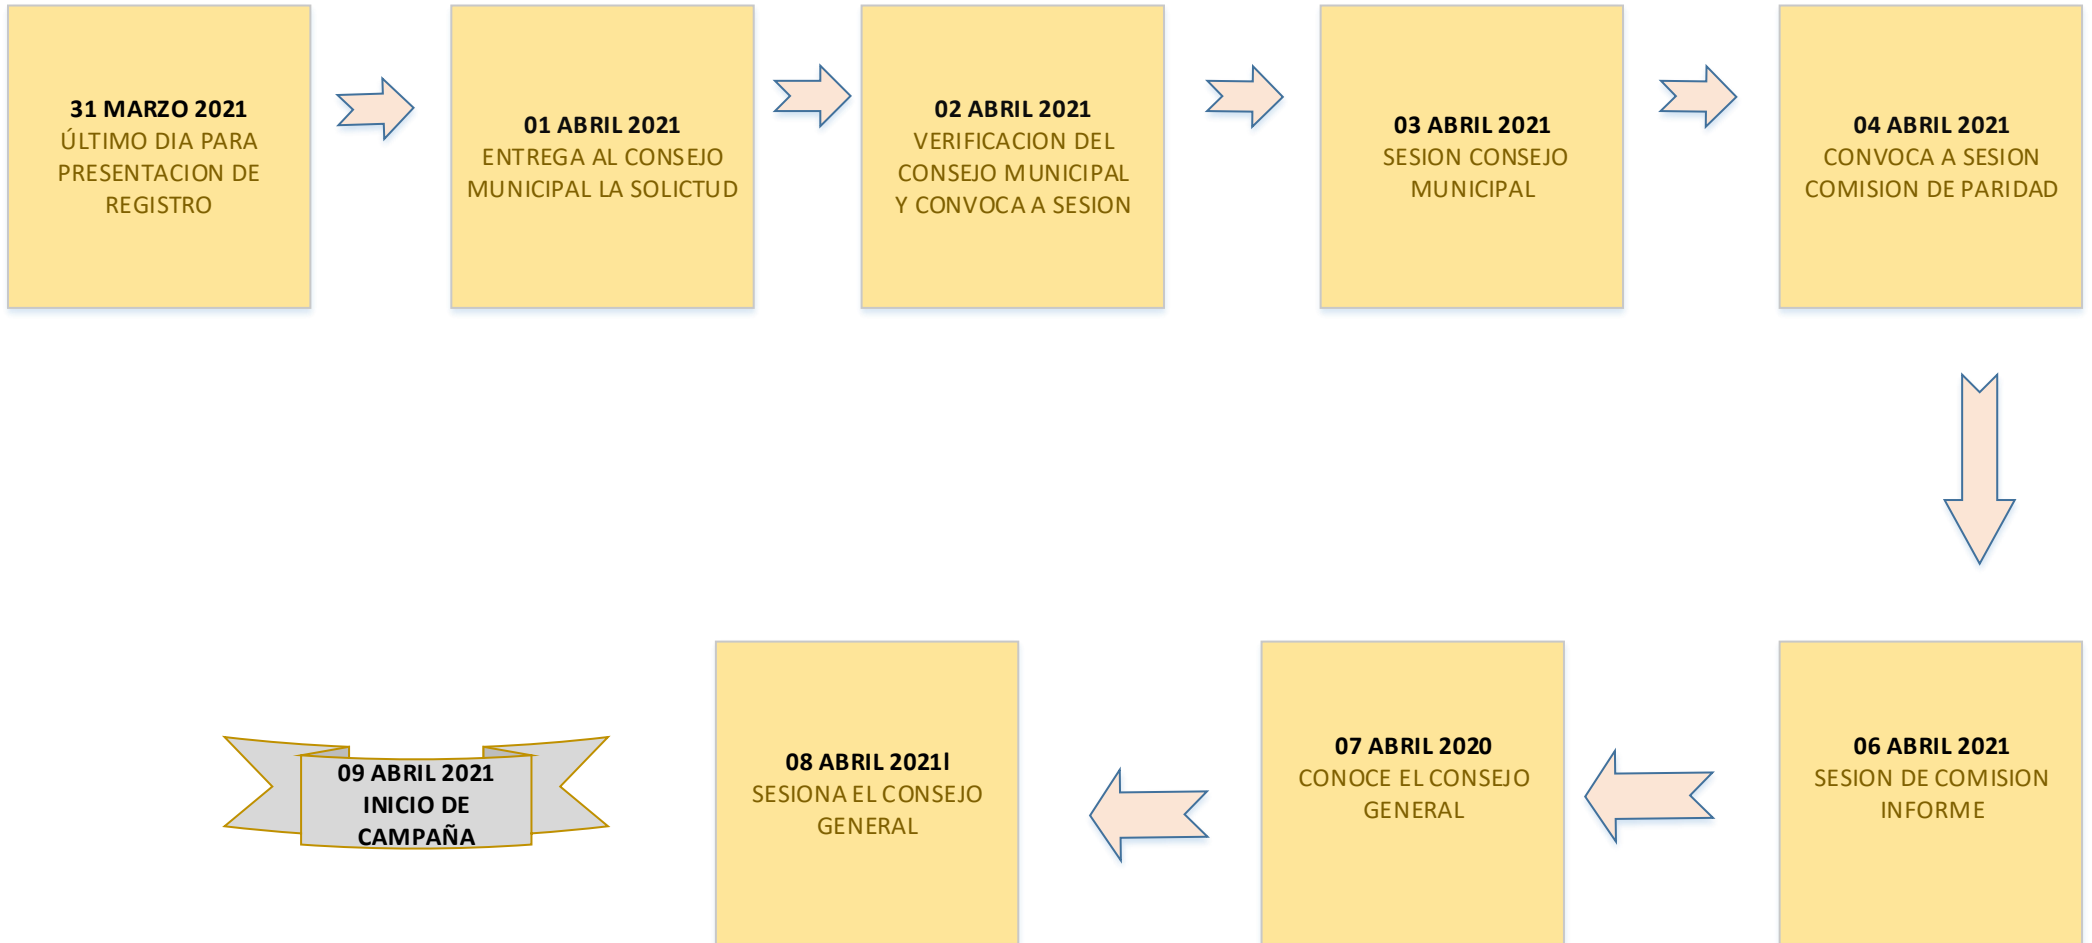 31 MARZO 2021
ÚLTIMO DIA PARA
PRESENTACION DE
REGISTRO
01 ABRIL 2021
ENTREGA AL CONSEJO
MUNICIPAL LA SOLICTUD
02 ABRIL 2021
VERIFICACION DEL
CONSEJO MUNICIPAL
Y CONVOCA A SESION
03 ABRIL 2021
SESION CONSEJO
MUNICIPAL
04 ABRIL 2021
CONVOCA A SESION
COMISION DE PARIDAD
06 ABRIL 2021
SESION DE COMISION
INFORME
07 ABRIL 2020
CONOCE EL CONSEJO
GENERAL
08 ABRIL 2021l
SESIONA EL CONSEJO
GENERAL
09 ABRIL 2021
INICIO DE
CAMPAÑA